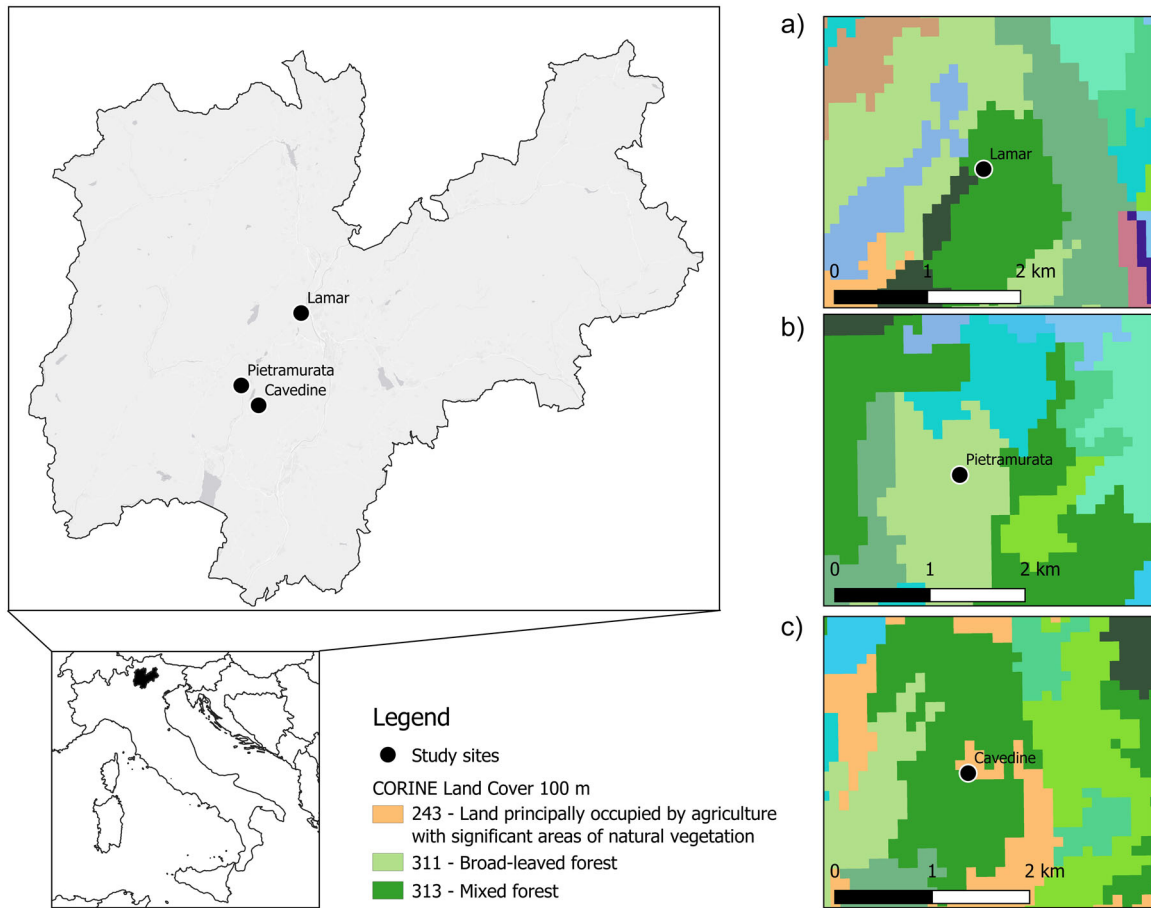 Lamar
Pietramurata
Cavedine
Legend
Study sites
CORINE Land Cover 100 m
243 - Land principally occupied by agriculture
with significant areas of natural vegetation
311 - Broad-leaved forest
313 - Mixed forest
a)
Lamar
0 1 2 km
b)
Pietramurata
0 1 2 km
c)
Cavedine
0 1 2 km